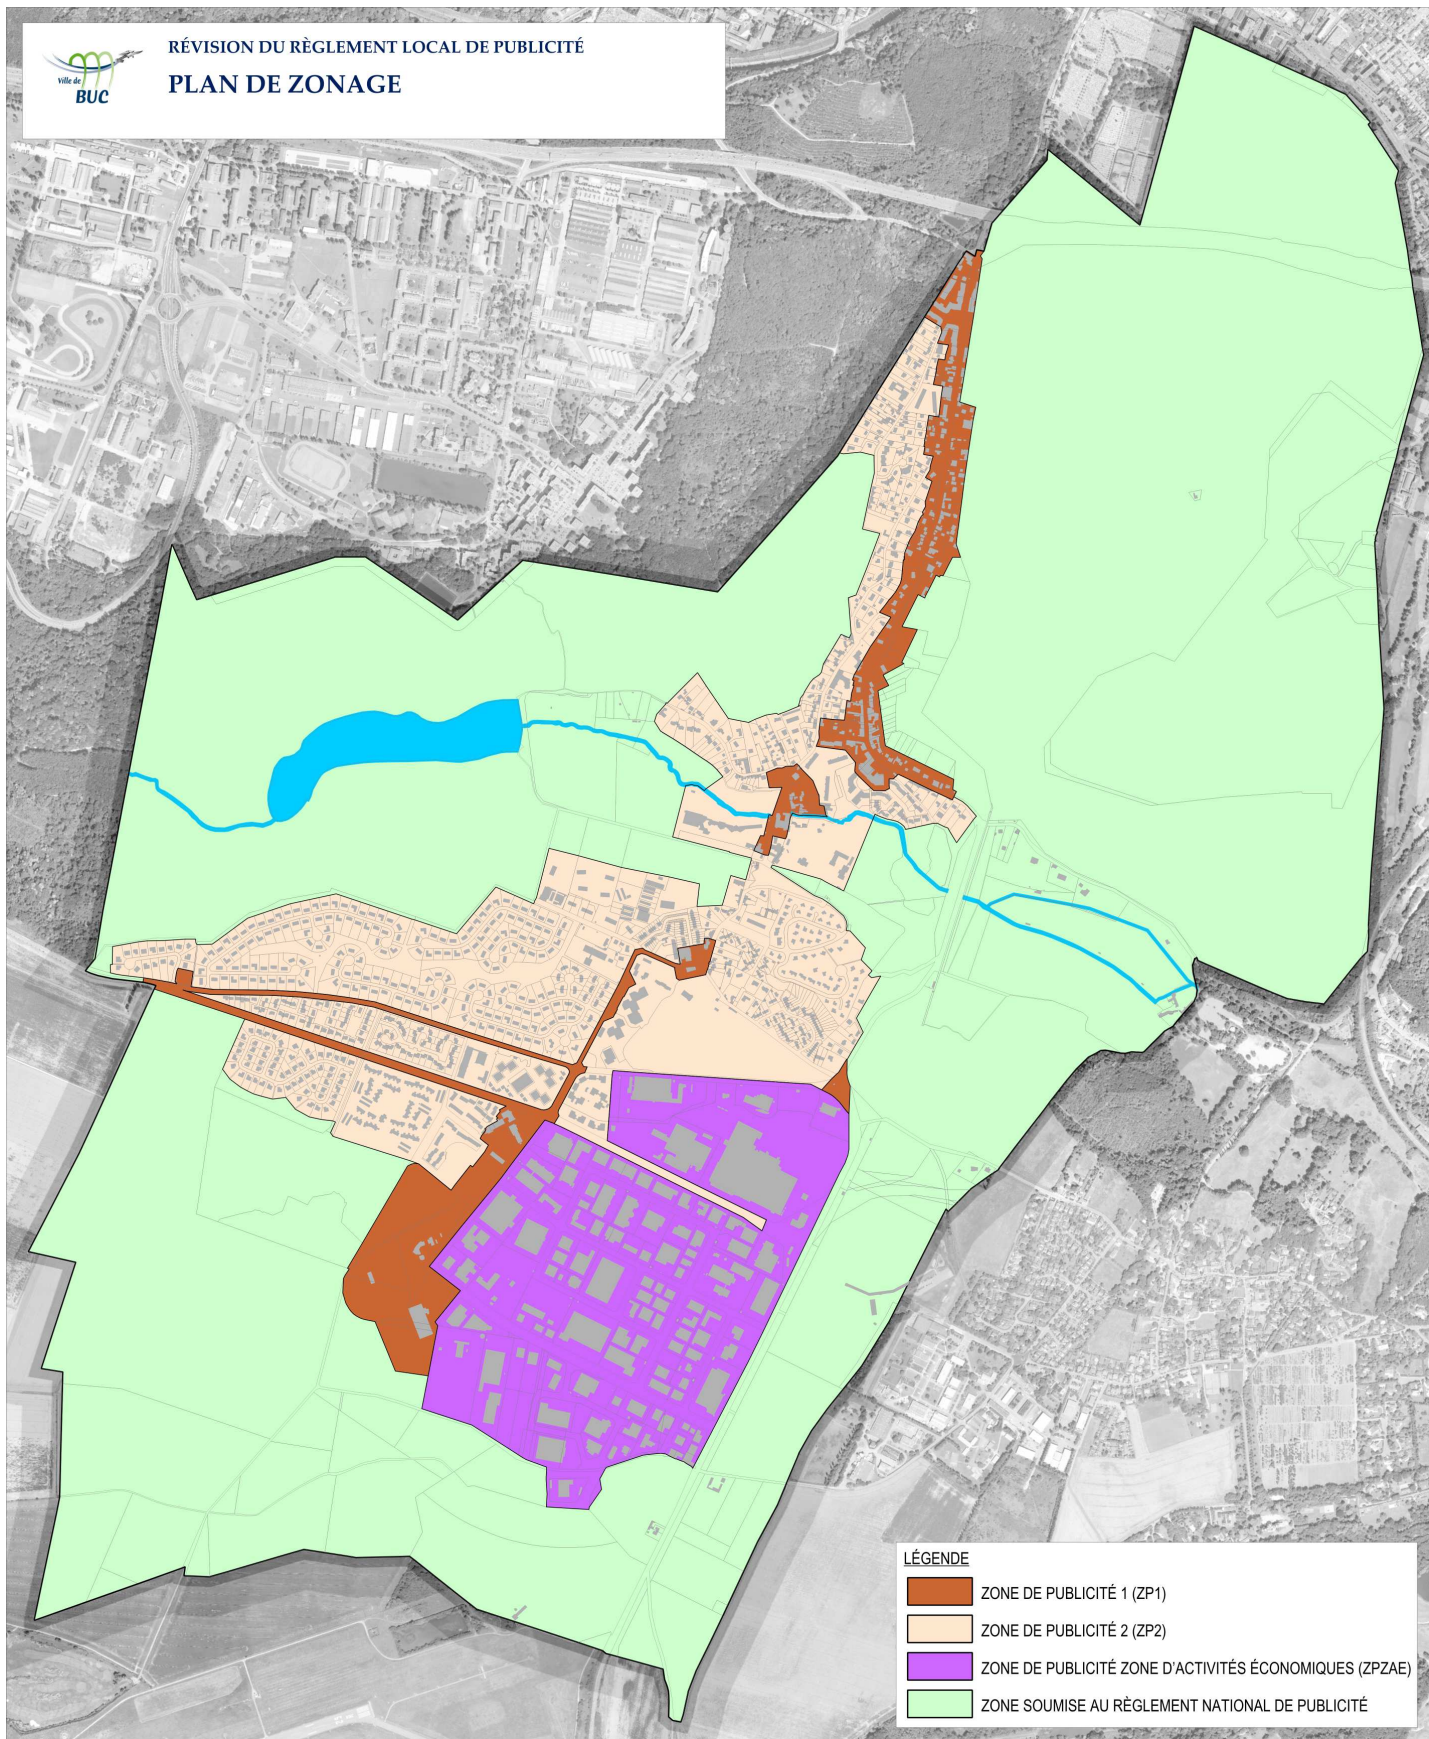 RÉVISION DU RÈGLEMENT LOCAL DE PUBLICITÉ
PLAN DE ZONAGE
Ville de
BUC
LÉGENDE
ZONE DE PUBLICITÉ 1 (ZP1)
ZONE DE PUBLICITÉ 2 (ZP2)
ZONE DE PUBLICITÉ ZONE D'ACTIVITÉS ÉCONOMIQUES (ZPZAE)
ZONE SOUMISE AU RÈGLEMENT NATIONAL DE PUBLICITÉ